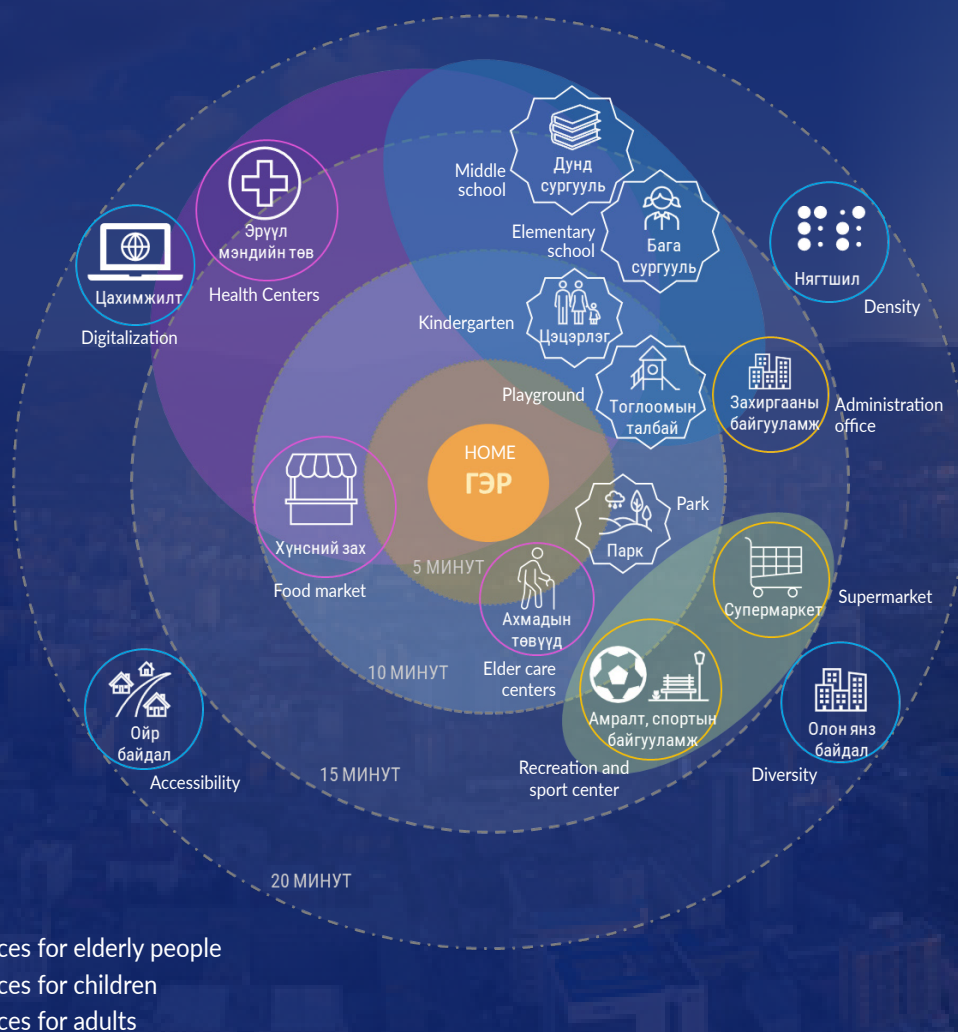 Дунд
сургууль
Middle
school
Эрүүл
мэндийн төв
Health Centers
Elementary
school
Бага
сургууль
Цахимжилт
Digitalization
Нягтшил
Density
Kindergarten
Цэцэрлэг
Playground
Тоглоомын
талбай
Захиргааны
байгууламж
Administration
office
HOME
ГЭР
Park
Парк
Хүнсний зах
Food market
5 МИНУТ
Супермаркет
Supermarket
Ахмадын
төвүүд
Elder care
centers
10 МИНУТ
Амралт, спортын
байгууламж
Recreation and
sport center
Ойр
байдал
Accessibility
Олон янз
байдал
Diversity
15 МИНУТ
20 МИНУТ
ces for elderly people
ces for children
ces for adults